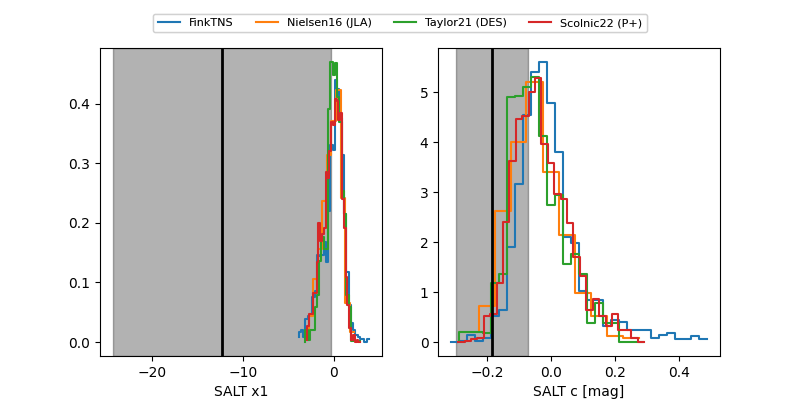 FinkTNS Nielsen16 (JLA) Taylor21 (DES) Scolnic22 (P+)
0.4
0.3
0.2
0.1
0.0
−20 −10 0
SALT x1
5
4
3
2
1
0
−0.2 0.0 0.2 0.4
SALT c [mag]